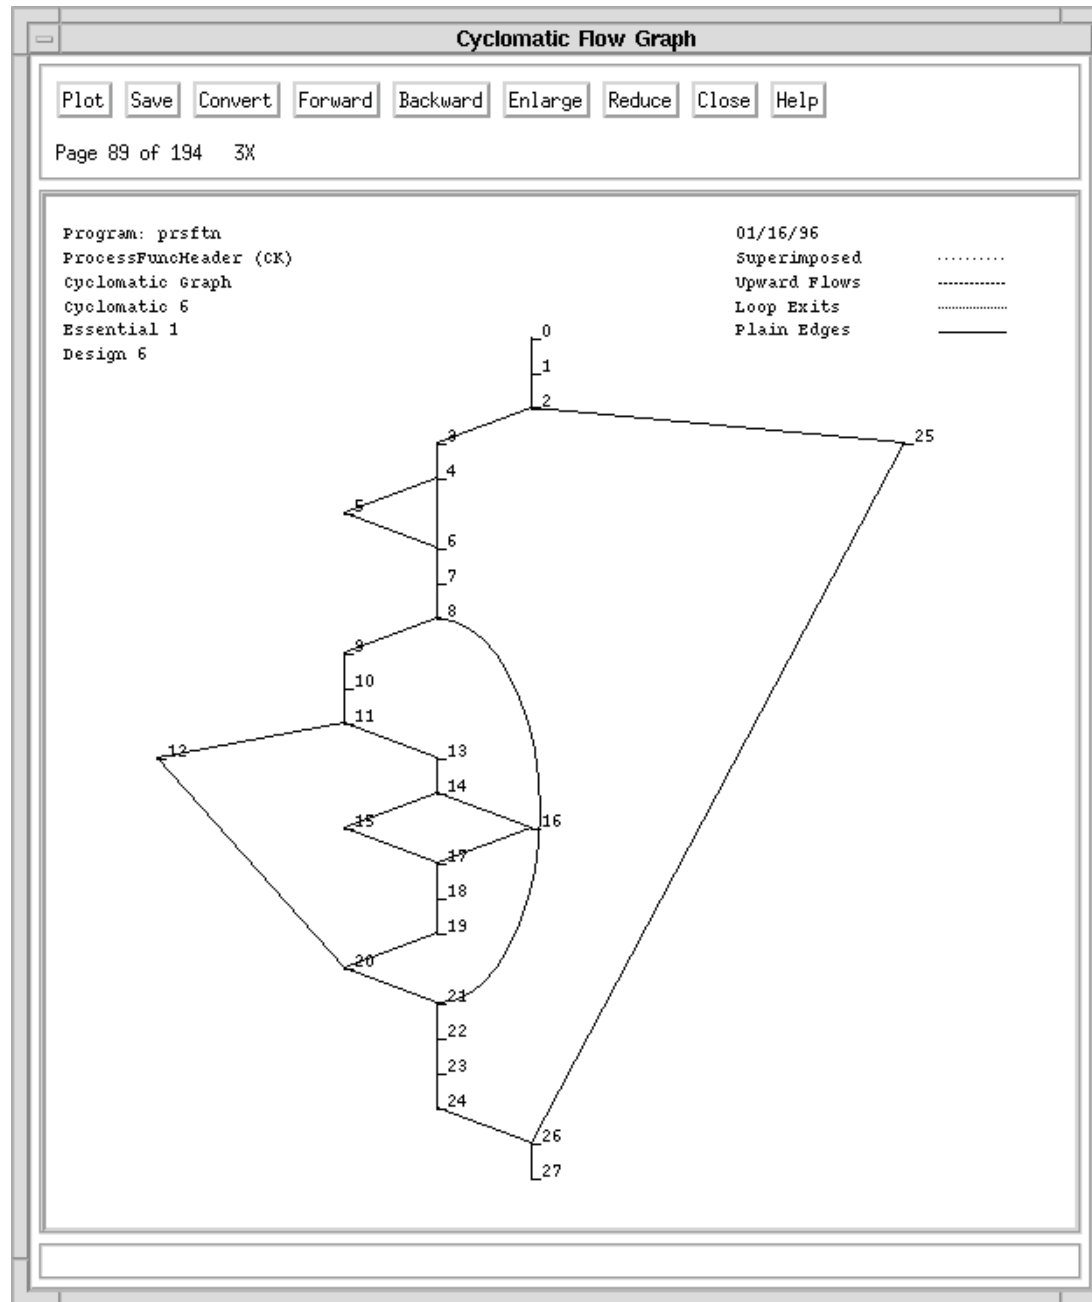 Cyclomatic Flow Graph
Plot Save Convert Forward Backward Enlarge Reduce Close Help
Page 89 of 194 3X
Program: prsftn
ProcessFuncHeader (CK)
Cyclomatic Graph
Cyclomatic 6
Essential 1
Design 6
01/16/96
Superimposed
Upward Flows
Loop Exits
Plain Edges
0
1
2
3
25
4
5
6
7
8
9
10
11
12
13
14
15
16
17
18
19
20
21
22
23
24
26
27